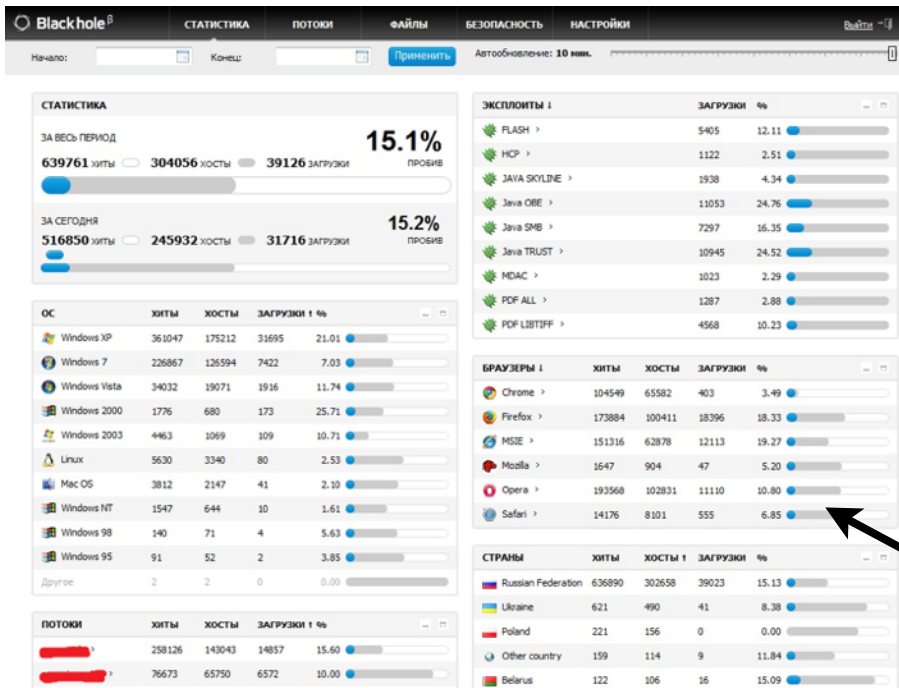 Blackhole β СТАТИСТИКА ПОТОКИ ФАЙЛЫ БЕЗОПАСНОСТЬ НАСТРОЙКИ Выйти
Начало: Конец: Применить Автообновление: 10 мин.
СТАТИСТИКА
ЗА ВЕСЬ ПЕРИОД
15.1%
ПРОБИВ
639761 ХИТЫ 304056 ХОСТЫ 39126 ЗАГРУЗКИ
ЗА СЕГОДНЯ
15.2%
ПРОБИВ
516850 ХИТЫ 245932 ХОСТЫ 31716 ЗАГРУЗКИ
ОС ХИТЫ ХОСТЫ ЗАГРУЗКИ ↑ %
Windows XP 361047 175212 31695 21.01
Windows 7 226867 126594 7422 7.03
Windows Vista 34032 19071 1916 11.74
Windows 2000 1776 680 173 25.71
Windows 2003 4463 1069 109 10.71
Linux 5630 3340 80 2.53
Mac OS 3812 2147 41 2.10
Windows NT 1547 644 10 1.61
Windows 98 140 71 4 5.63
Windows 95 91 52 2 3.85
Другое 2 2 0 0.00
ПОТОКИ ХИТЫ ХОСТЫ ЗАГРУЗКИ ↑ %
> 258126 143043 14857 15.60
> 76673 65750 6572 10.00
ЭКСПЛОИТЫ ↓ ЗАГРУЗКИ %
FLASH > 5405 12.11
HCP > 1122 2.51
JAVA SKYLINE > 1938 4.34
Java OBE > 11053 24.76
Java SMB > 7297 16.35
Java TRUST > 10945 24.52
MDAC > 1023 2.29
PDF ALL > 1287 2.88
PDF LIBTIFF > 4568 10.23
БРАУЗЕРЫ ↓ ХИТЫ ХОСТЫ ЗАГРУЗКИ %
Chrome > 104549 65582 403 3.49
Firefox > 173884 100411 18396 18.33
MSIE > 151316 62878 12113 19.27
Mozilla > 1647 904 47 5.20
Opera > 193568 102831 11110 10.80
Safari > 14176 8101 555 6.85
СТРАНЫ ХИТЫ ХОСТЫ ↑ ЗАГРУЗКИ %
Russian Federation 636890 302658 39023 15.13
Ukraine 621 490 41 8.38
Poland 221 156 0 0.00
Other country 159 114 9 11.84
Belarus 122 106 16 15.09